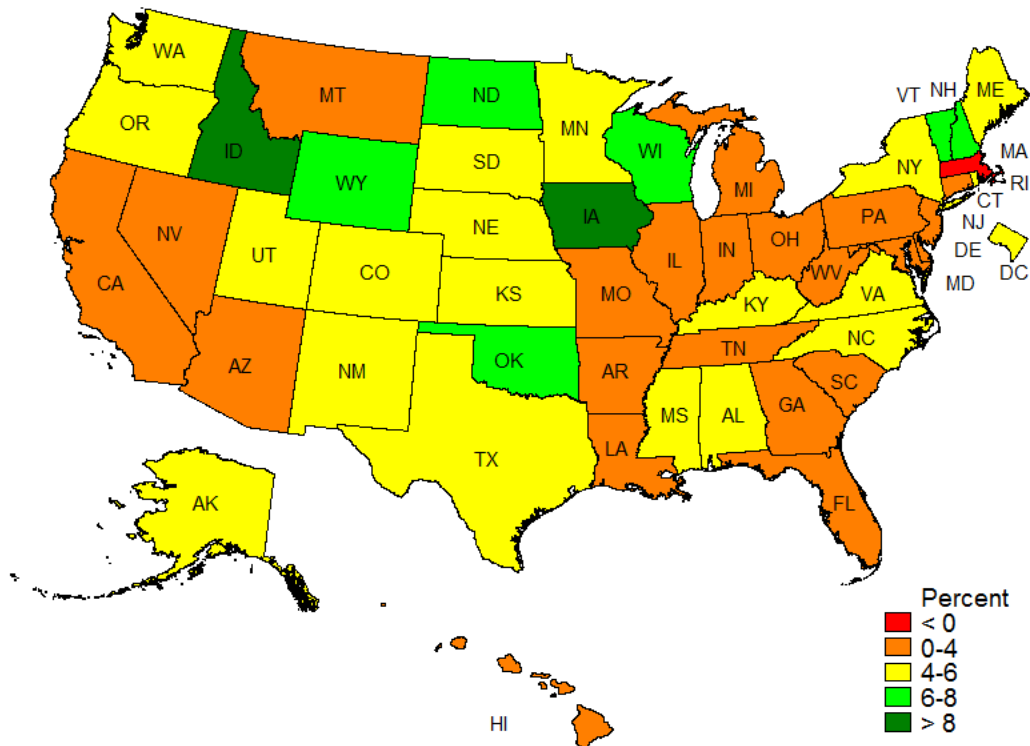 WA
MT
ND
MN
VT
NH
ME
OR
ID
SD
WI
NY
MA
WY
MI
RI
CT
NV
UT
NE
IA
PA
NJ
CA
CO
IL
IN
OH
DE
DC
KS
MO
WV
VA
MD
KY
AZ
NM
OK
AR
TN
NC
SC
MS
AL
GA
TX
LA
FL
AK
HI
Percent
< 0
0-4
4-6
6-8
> 8